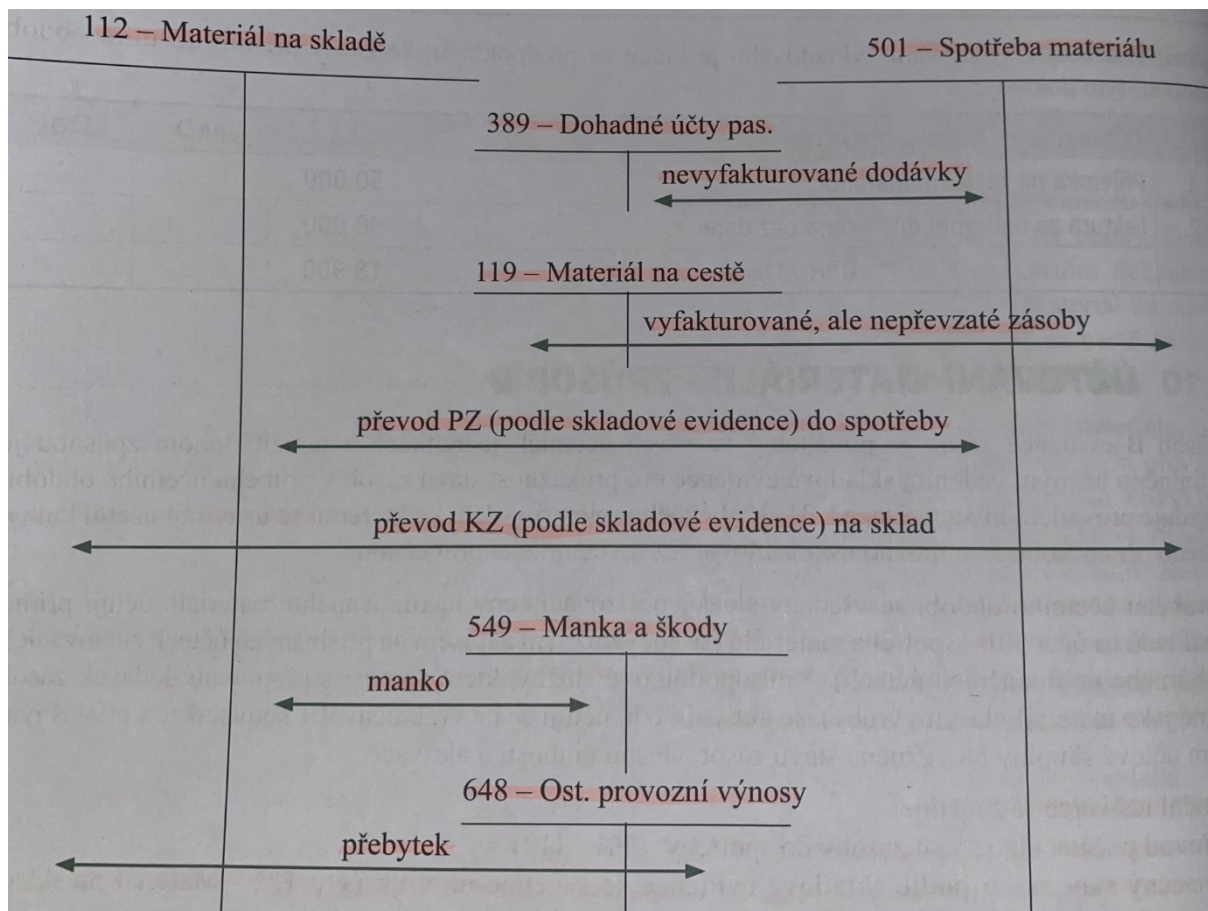 112 – Materiál na skladě
501 – Spotřeba materiálu
389 – Dohadné účty pas.
nevyfakturované dodávky
119 – Materiál na cestě
vyfakturované, ale nepřevzaté zásoby
převod PZ (podle skladové evidence) do spotřeby
převod KZ (podle skladové evidence) na sklad
549 – Manka a škody
manko
648 – Ost. provozní výnosy
přebytek